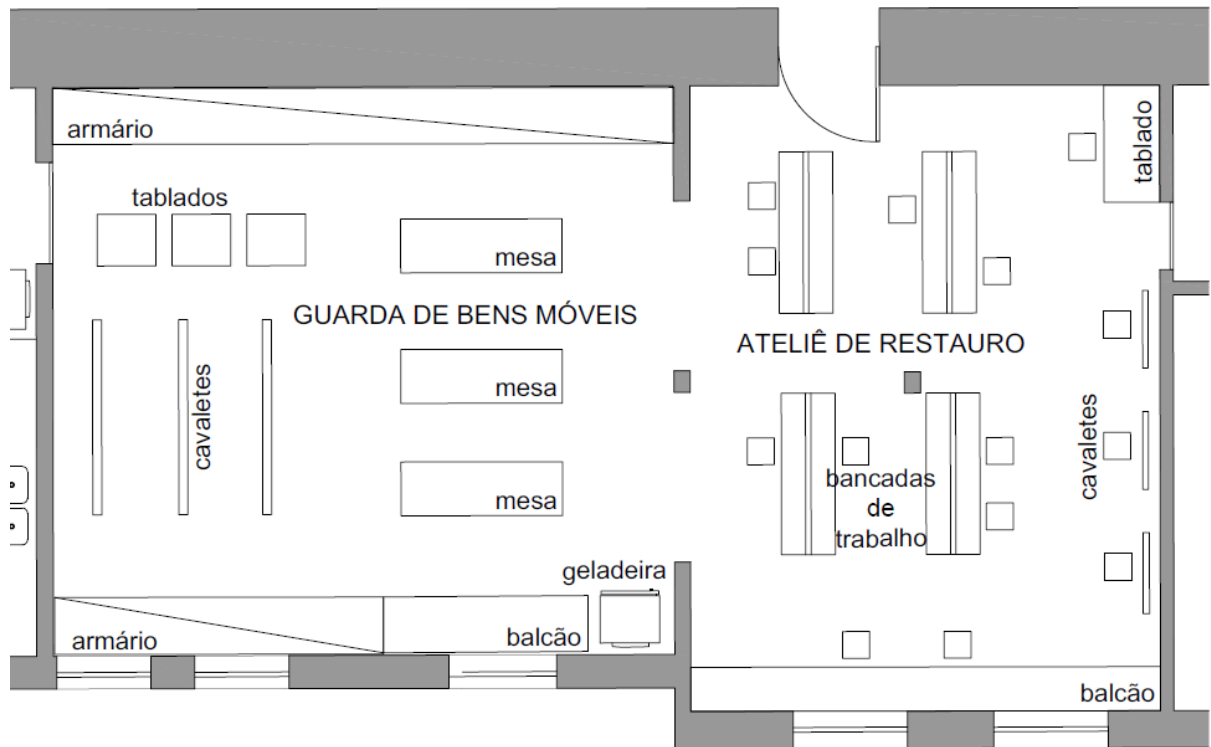 armário
tablados
mesa
GUARDA DE BENS MÓVEIS
mesa
cavaletes
mesa
geladeira
armário
balcão
tablado
ATELIÊ DE RESTAURO
cavaletes
bancadas
de
trabalho
balcão